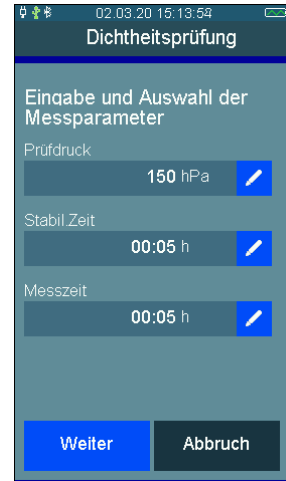 02.03.20 15:13:54
Dichtheitsprüfung
Eingabe und Auswahl der
Messparameter
Prüfdruck
150 hPa
Stabil.Zeit
00:05 h
Messzeit
00:05 h
Weiter
Abbruch